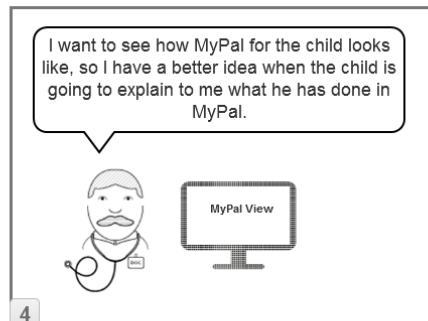 I want to see how MyPal for the child looks
like, so I have a better idea when the child is
going to explain to me what he has done in
MyPal.
MyPal View
DOC
4